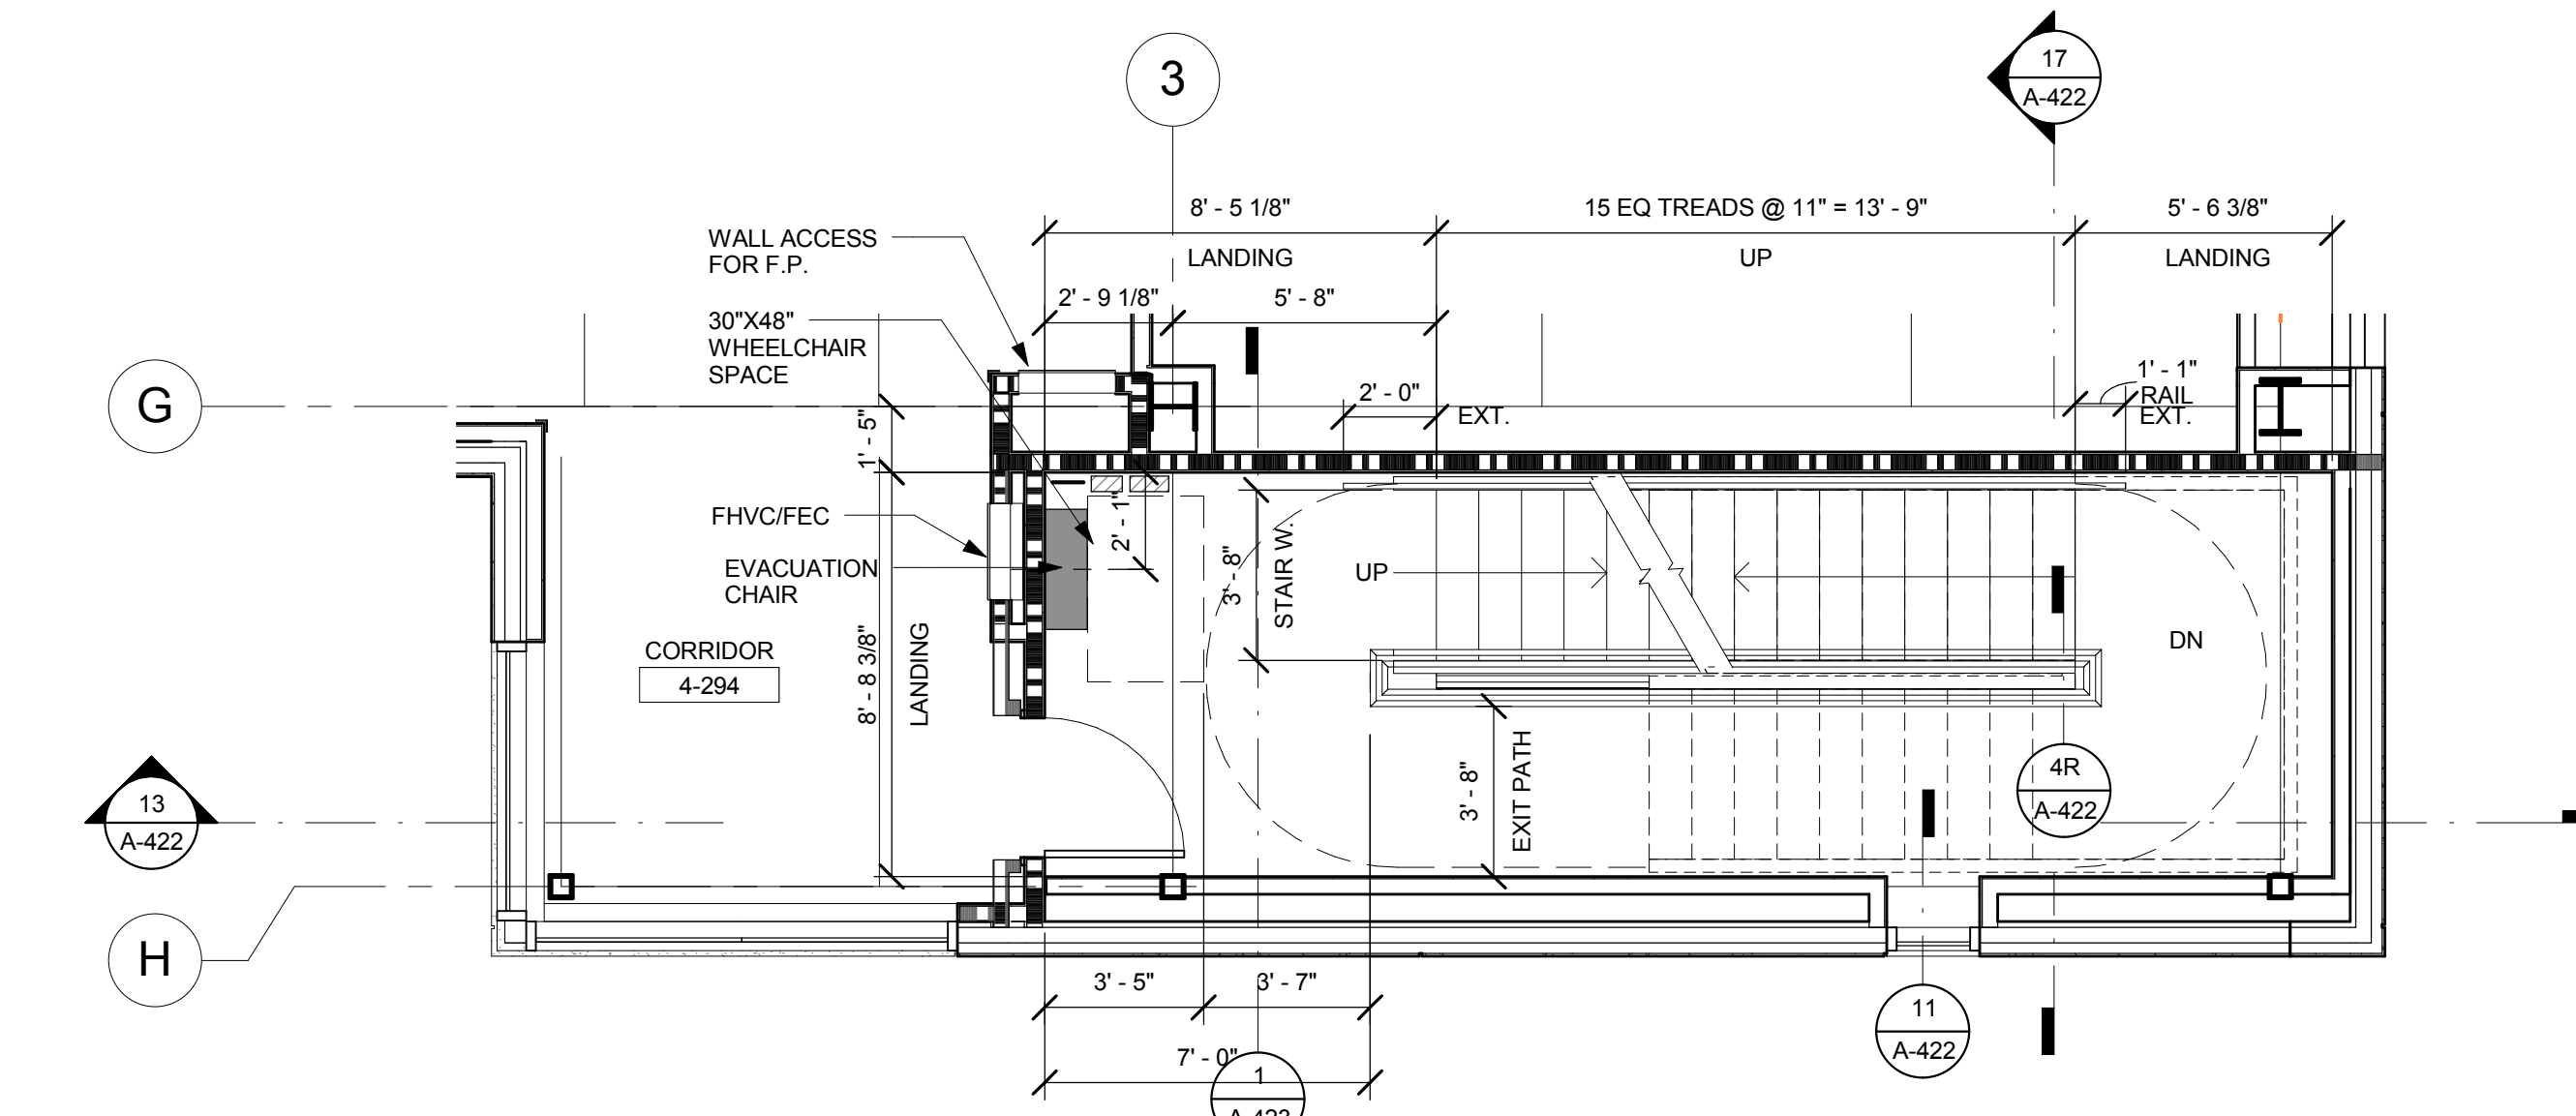 3
17
A-422
8' - 5 1/8"
15 EQ TREADS @ 11" = 13' - 9"
5' - 6 3/8"
LANDING
UP
LANDING
WALL ACCESS
FOR F.P.
2' - 9 1/8"
5' - 8"
30"X48"
WHEELCHAIR
SPACE
G
1' - 5"
2' - 0"
EXT.
1' - 1"
RAIL
EXT.
FHVC/FEC
2' - 1"
3' - 8"
STAIR W.
EVACUATION
CHAIR
UP
DN
CORRIDOR
4-294
8' - 8 3/8"
LANDING
3' - 8"
EXIT PATH
4R
A-422
13
A-422
H
3' - 5"
3' - 7"
11
A-422
7' - 0"
1
A-423